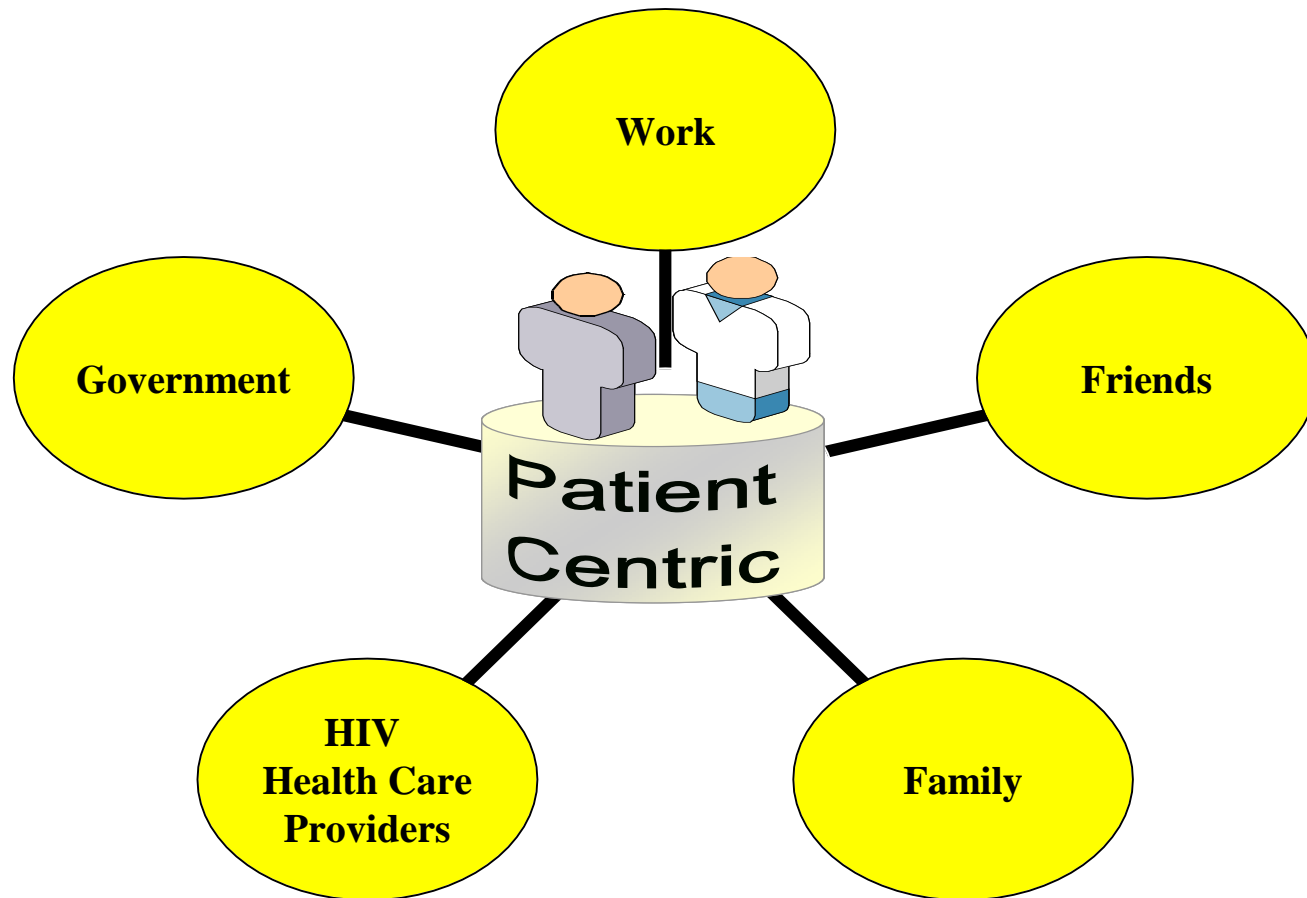 Work
Government
Friends
Patient
Centric
HIV
Health Care
Providers
Family